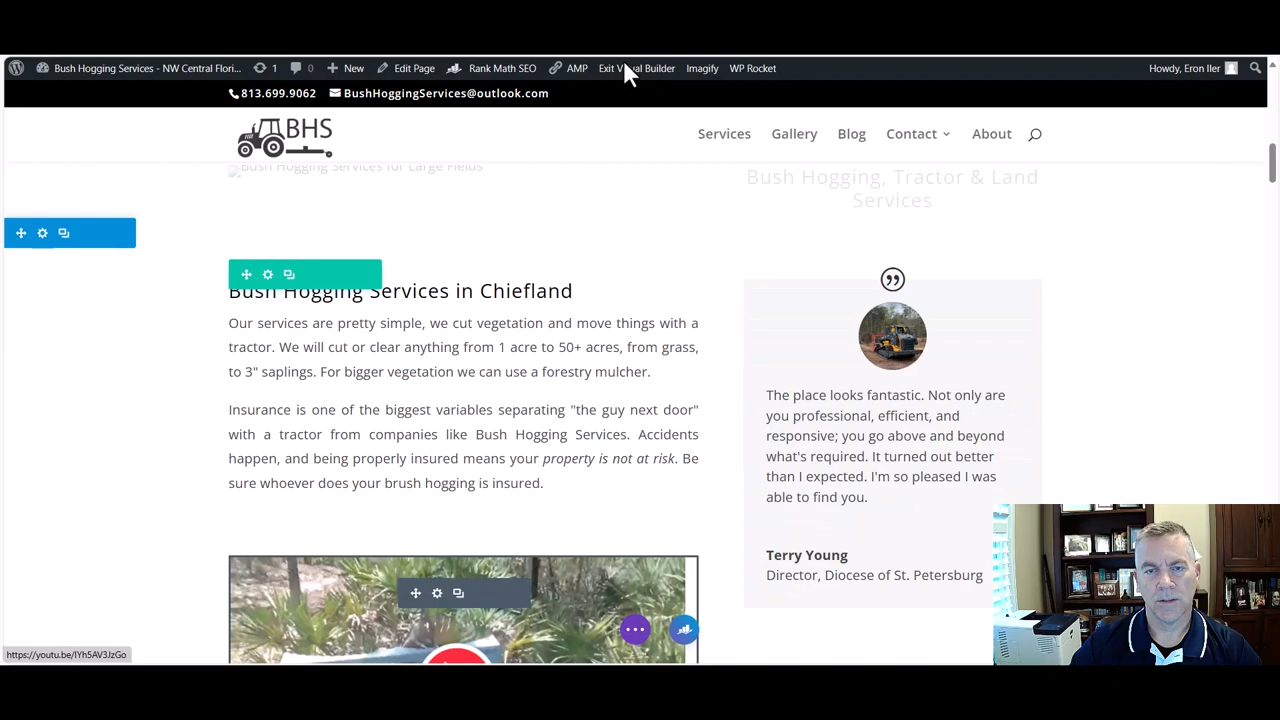 Bush Hogging Services - NW Central Flori... 1 0 New Edit Page Rank Math SEO AMP Exit Visual Builder Imagify WP Rocket Howdy, Eron Iler
813.699.9062 BushHoggingServices@outlook.com
BHS
Services Gallery Blog Contact About
Bush Hogging Services for Large Fields
Bush Hogging, Tractor & Land
Services
Bush Hogging Services in Chiefland
Our services are pretty simple, we cut vegetation and move things with a
tractor. We will cut or clear anything from 1 acre to 50+ acres, from grass,
to 3" saplings. For bigger vegetation we can use a forestry mulcher.
Insurance is one of the biggest variables separating "the guy next door"
with a tractor from companies like Bush Hogging Services. Accidents
happen, and being properly insured means your property is not at risk. Be
sure whoever does your brush hogging is insured.
The place looks fantastic. Not only are
you professional, efficient, and
responsive; you go above and beyond
what's required. It turned out better
than I expected. I'm so pleased I was
able to find you.
Terry Young
Director, Diocese of St. Petersburg
https://youtu.be/IYh5AV3JzGo